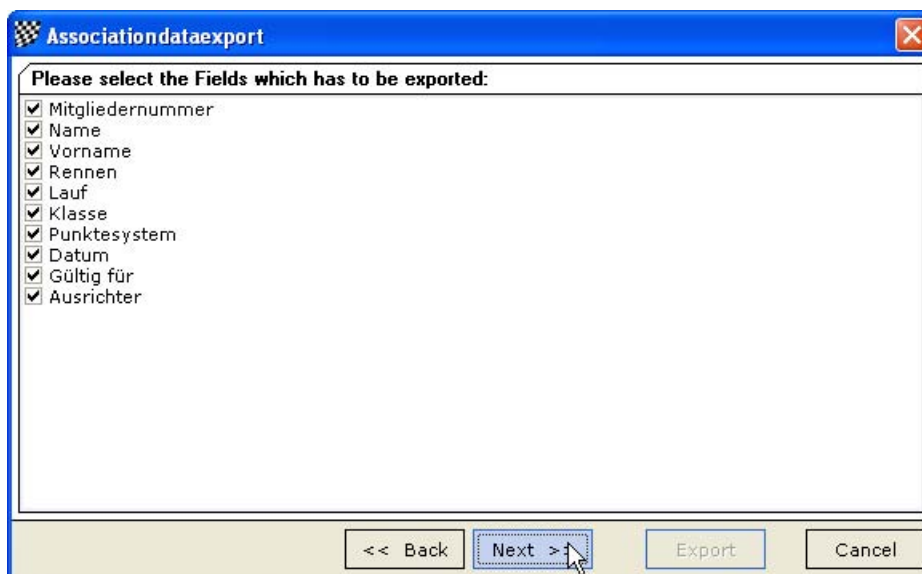 Associationdataexport
Please select the Fields which has to be exported:
Mitgliedernummer
Name
Vorname
Rennen
Lauf
Klasse
Punktesystem
Datum
Gültig für
Ausrichter
<< Back Next >> Export Cancel